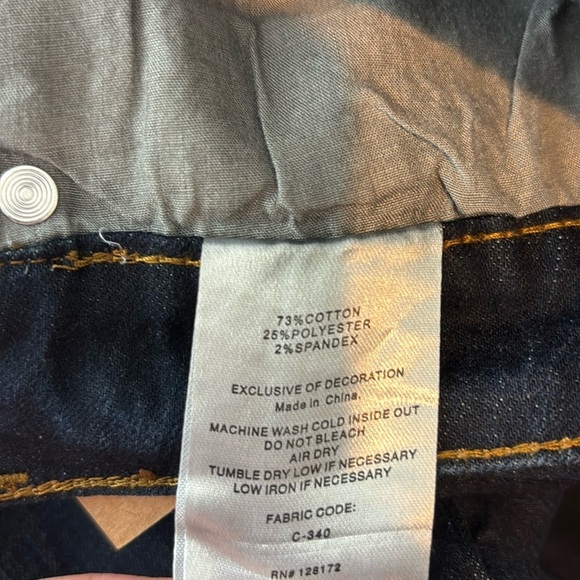 73%COTTON
25%POLYESTER
2%SPANDEX
EXCLUSIVE OF DECORATION
Made in China.
MACHINE WASH COLD INSIDE OUT
DO NOT BLEACH
AIR DRY
TUMBLE DRY LOW IF NECESSARY
LOW IRON IF NECESSARY
FABRIC CODE:
C-340
RN# 128172